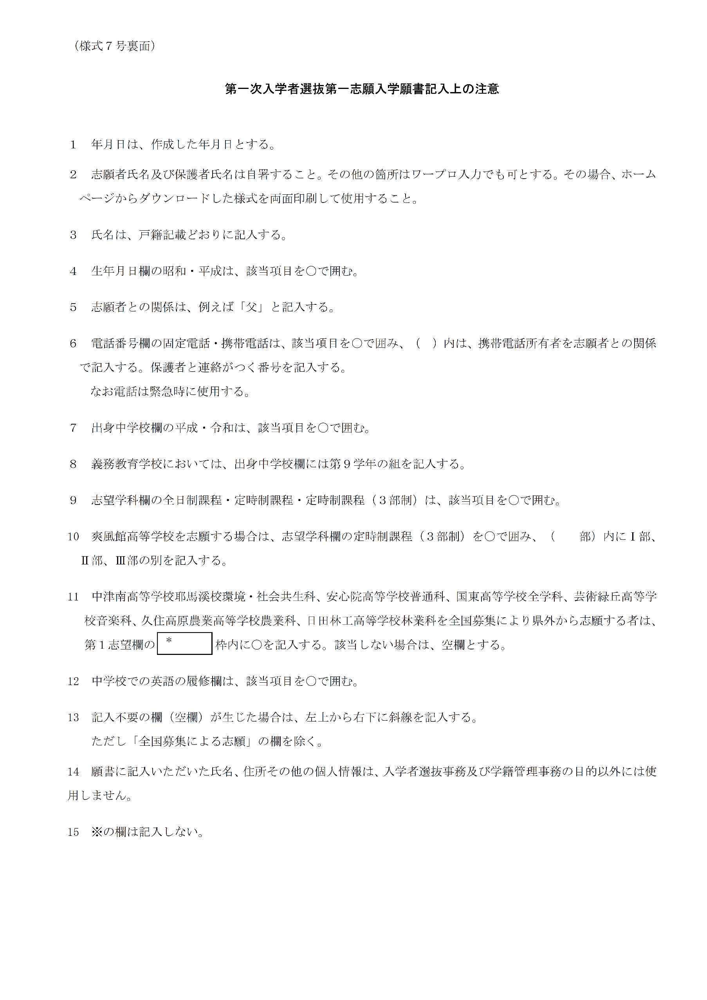 （様式７号裏面）
第一次入学者選抜第一志願入学願書記入上の注意
１　年月日は、作成した年月日とする。
２　志願者氏名及び保護者氏名は自署すること。その他の箇所はワープロ入力でも可とする。その場合、ホーム
ページからダウンロードした様式を両面印刷して使用すること。
３　氏名は、戸籍記載どおりに記入する。
４　生年月日欄の昭和・平成は、該当項目を○で囲む。
５　志願者との関係は、例えば「父」と記入する。
６　電話番号欄の固定電話・携帯電話は、該当項目を○で囲み、（　）内は、携帯電話所有者を志願者との関係
で記入する。保護者と連絡がつく番号を記入する。
なお電話は緊急時に使用する。
７　出身中学校欄の平成・令和は、該当項目を○で囲む。
８　義務教育学校においては、出身中学校欄には第９学年の組を記入する。
９　志望学科欄の全日制課程・定時制課程・定時制課程（３部制）は、該当項目を○で囲む。
10　爽風館高等学校を志願する場合は、志望学科欄の定時制課程（３部制）を○で囲み、（　　部）内にⅠ部、
Ⅱ部、Ⅲ部の別を記入する。
11　中津南高等学校耶馬溪校環境・社会共生科、安心院高等学校普通科、国東高等学校全学科、芸術緑丘高等学
校音楽科、久住高原農業高等学校農業科、日田林工高等学校林業科を全国募集により県外から志願する者は、
第１志望欄の ＊ 枠内に○を記入する。該当しない場合は、空欄とする。
12　中学校での英語の履修欄は、該当項目を○で囲む。
13　記入不要の欄（空欄）が生じた場合は、左上から右下に斜線を記入する。
ただし「全国募集による志願」の欄を除く。
14　願書に記入いただいた氏名、住所その他の個人情報は、入学者選抜事務及び学籍管理事務の目的以外には使
用しません。
15　※の欄は記入しない。